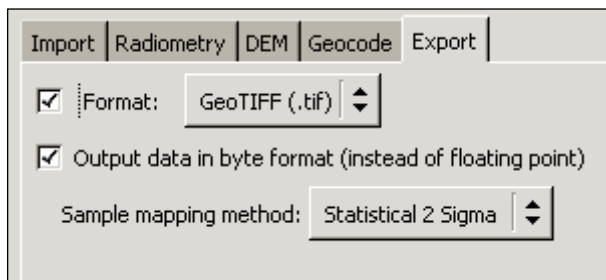 Import Radiometry DEM Geocode Export
Format: GeoTIFF (.tif)
Output data in byte format (instead of floating point)
Sample mapping method: Statistical 2 Sigma